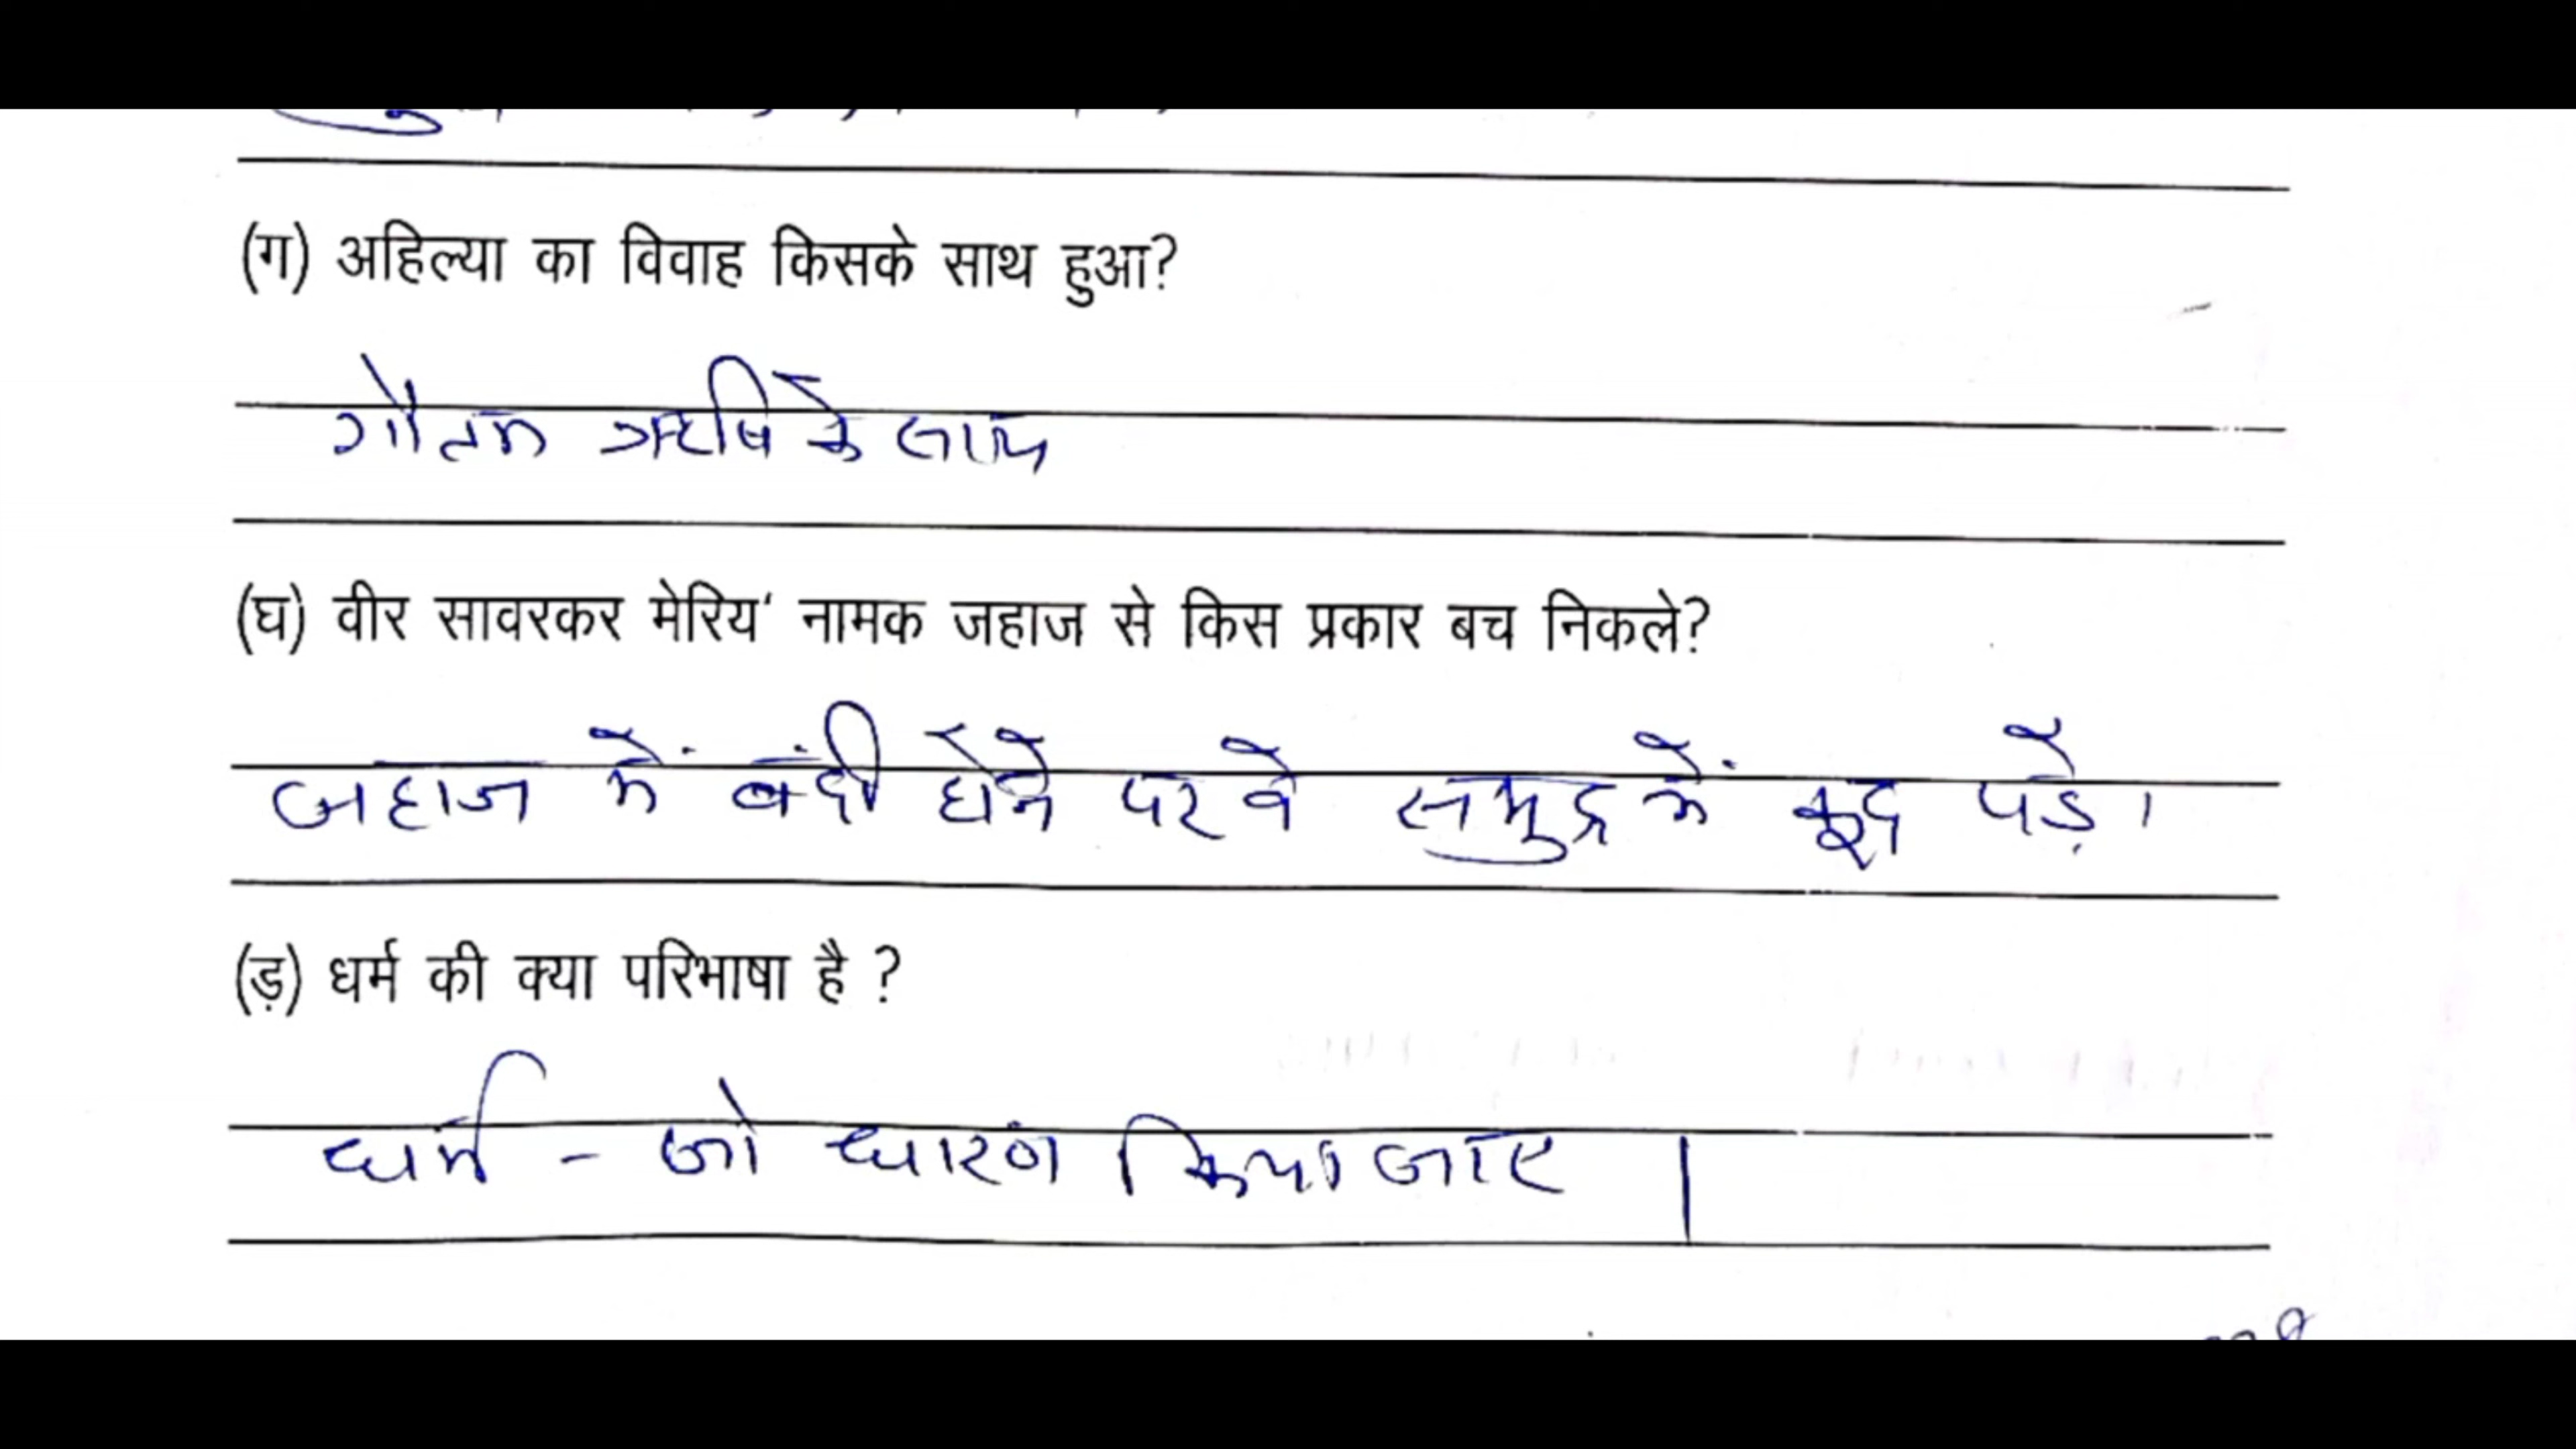 (ग) अहिल्या का विवाह किसके साथ हुआ?
गौतम ऋषि के साथ
(घ) वीर सावरकर मेरिय‘ नामक जहाज से किस प्रकार बच निकले?
जहाज में बंदी होने पर वे समुद्र में कूद पड़े।
(ड़) धर्म की क्या परिभाषा है ?
धर्म - जो धारण किया जाए |